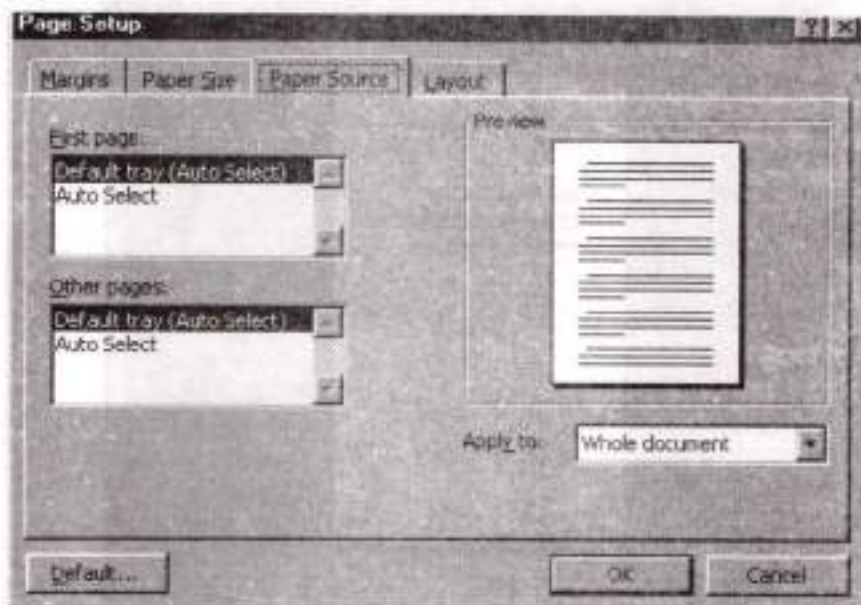 Page Setup
Margins Paper Size Paper Source Layout
First page:
Default tray (Auto Select)
Auto Select
Other pages:
Default tray (Auto Select)
Auto Select
Preview
Apply to: Whole document
Default... OK Cancel